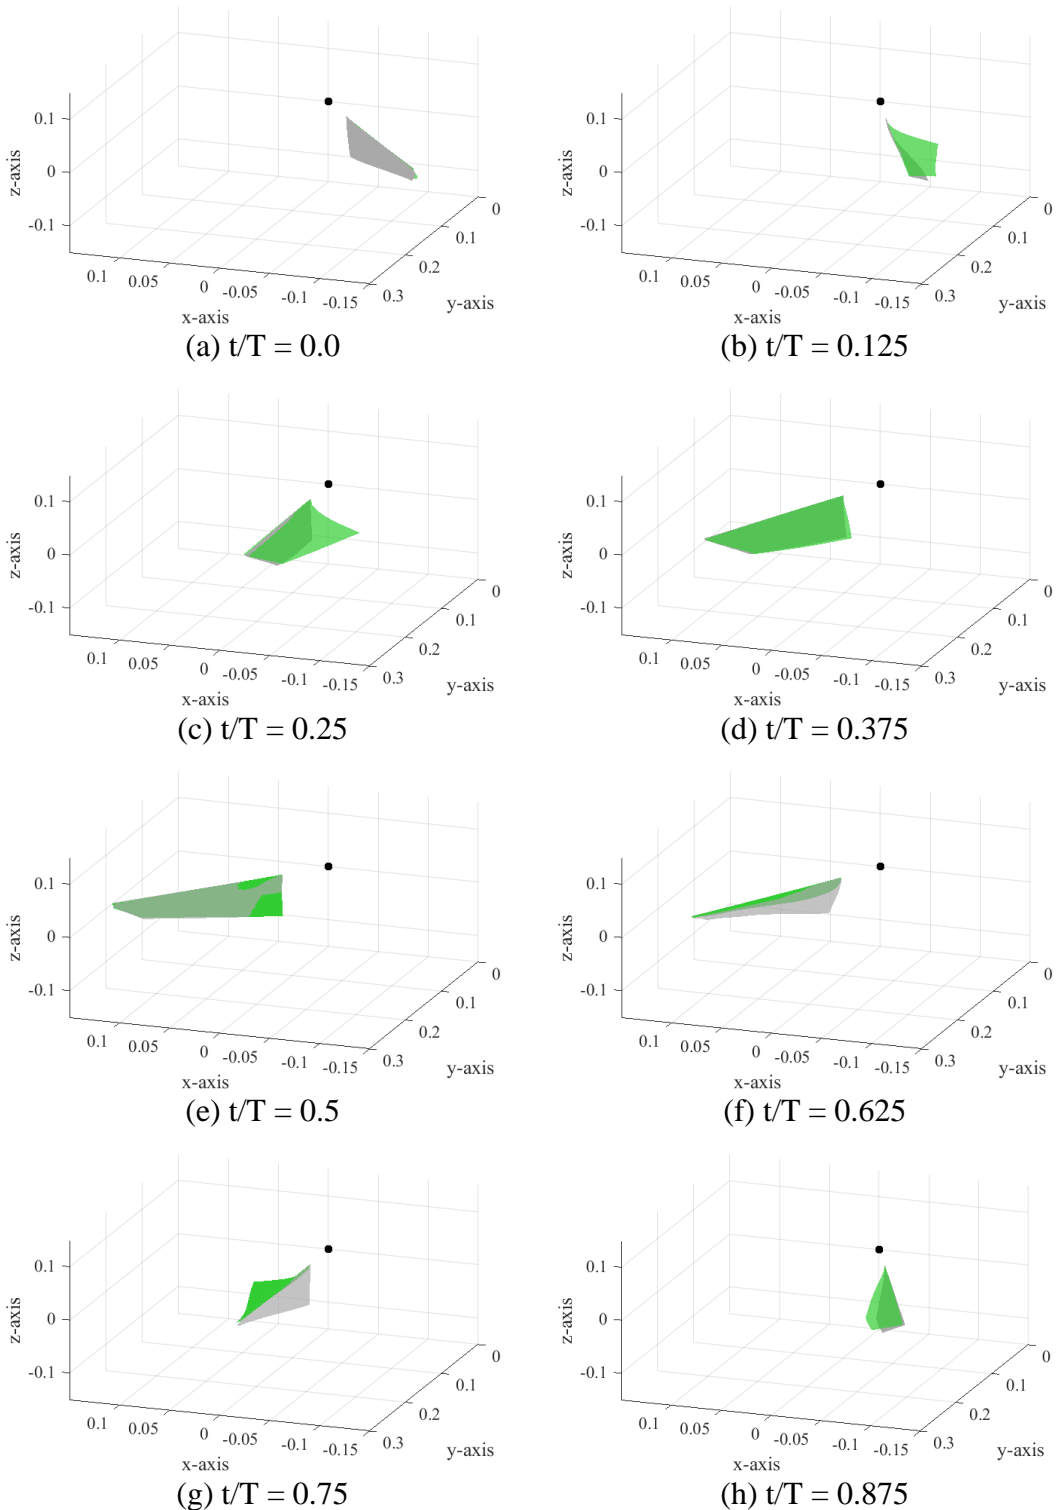 0.1
0
-0.1
z-axis
0.1 0.05 0 -0.05 -0.1 -0.15
x-axis
0 0.1 0.2 0.3
y-axis
(a) t/T = 0.0
0.1
0
-0.1
z-axis
0.1 0.05 0 -0.05 -0.1 -0.15
x-axis
0 0.1 0.2 0.3
y-axis
(b) t/T = 0.125
0.1
0
-0.1
z-axis
0.1 0.05 0 -0.05 -0.1 -0.15
x-axis
0 0.1 0.2 0.3
y-axis
(c) t/T = 0.25
0.1
0
-0.1
z-axis
0.1 0.05 0 -0.05 -0.1 -0.15
x-axis
0 0.1 0.2 0.3
y-axis
(d) t/T = 0.375
0.1
0
-0.1
z-axis
0.1 0.05 0 -0.05 -0.1 -0.15
x-axis
0 0.1 0.2 0.3
y-axis
(e) t/T = 0.5
0.1
0
-0.1
z-axis
0.1 0.05 0 -0.05 -0.1 -0.15
x-axis
0 0.1 0.2 0.3
y-axis
(f) t/T = 0.625
0.1
0
-0.1
z-axis
0.1 0.05 0 -0.05 -0.1 -0.15
x-axis
0 0.1 0.2 0.3
y-axis
(g) t/T = 0.75
0.1
0
-0.1
z-axis
0.1 0.05 0 -0.05 -0.1 -0.15
x-axis
0 0.1 0.2 0.3
y-axis
(h) t/T = 0.875